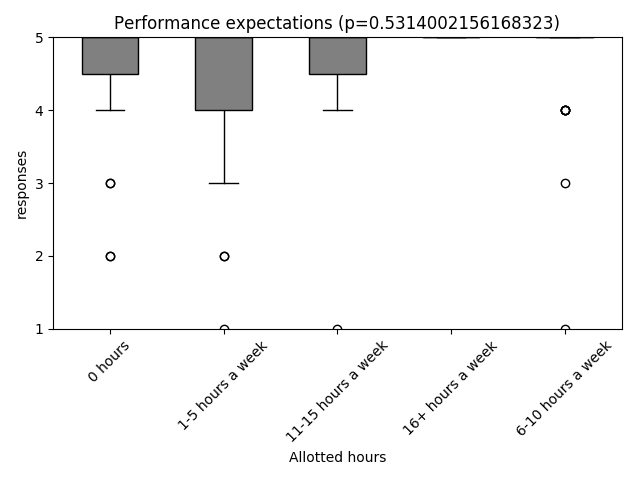 Performance expectations (p=0.5314002156168323)
5
4
3
2
1
responses
0 hours
1-5 hours a week
11-15 hours a week
16+ hours a week
6-10 hours a week
Allotted hours